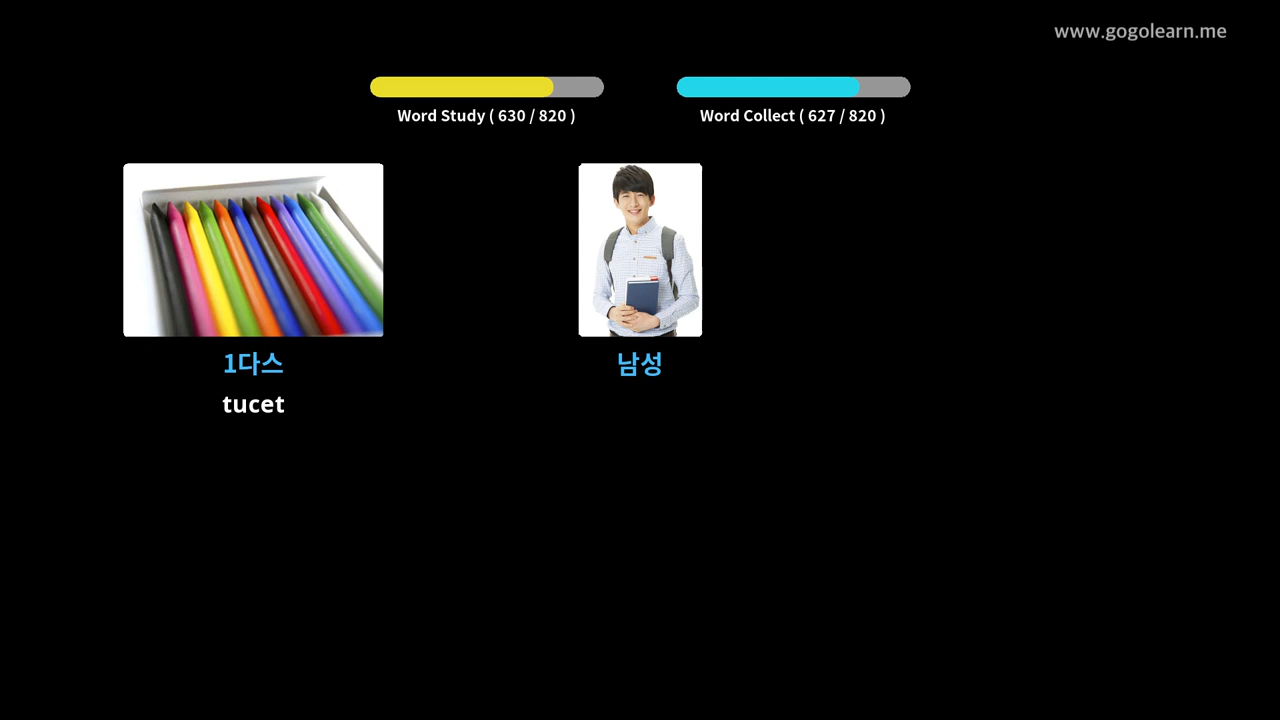 www.gogolearn.me
Word Study ( 630 / 820 )
Word Collect ( 627 / 820 )
1다스
tucet
남성